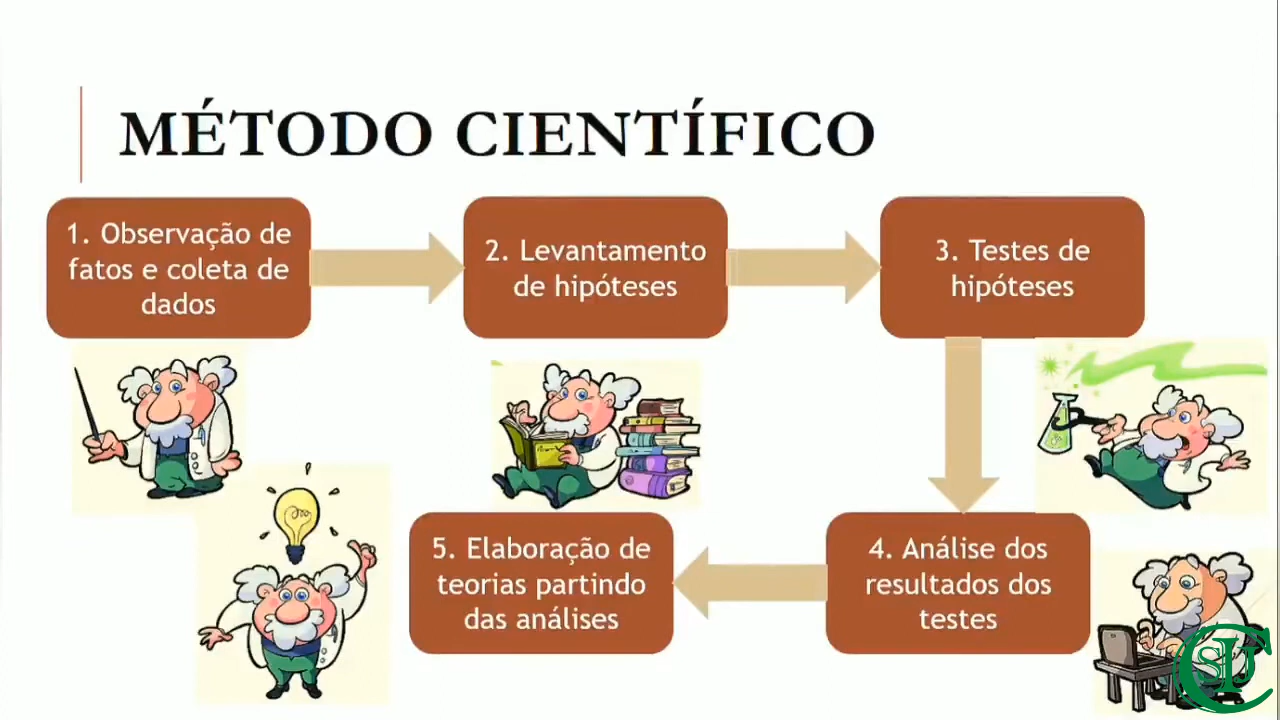 MÉTODO CIENTÍFICO
1. Observação de
fatos e coleta de
dados
2. Levantamento
de hipóteses
3. Testes de
hipóteses
4. Análise dos
resultados dos
testes
5. Elaboração de
teorias partindo
das análises
CSIJ